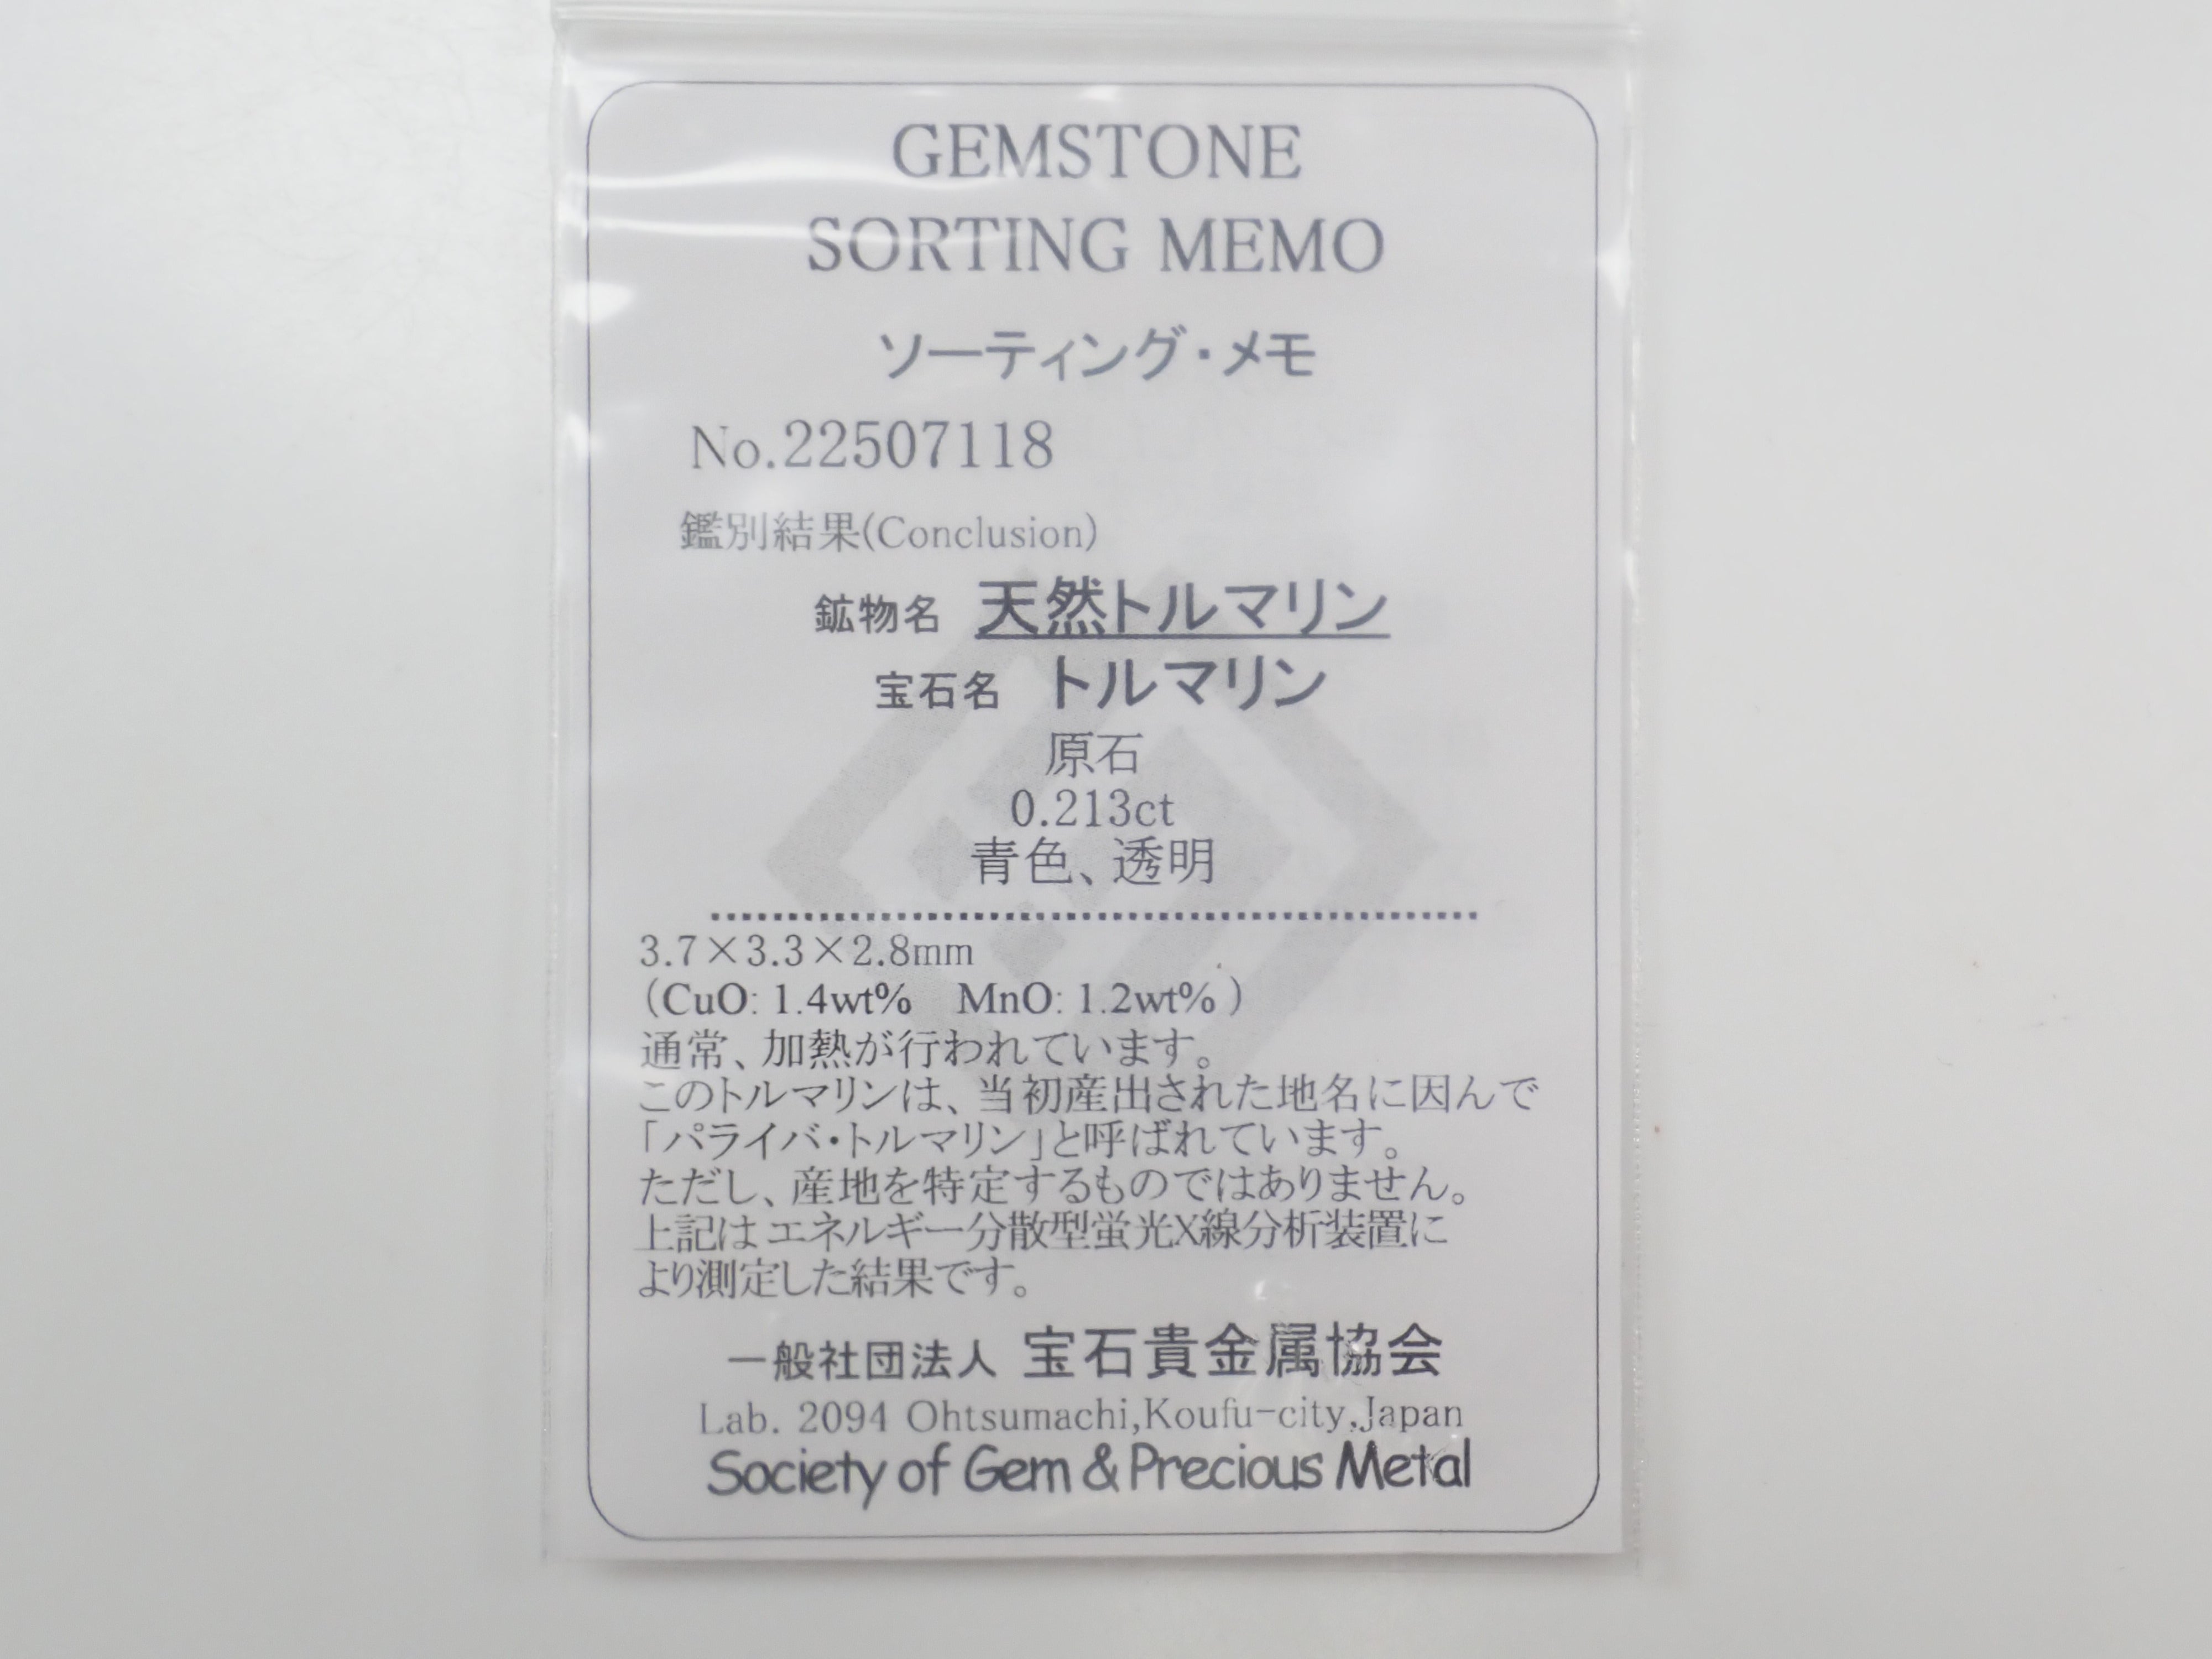 GEMSTONE
SORTING MEMO
ソーティング・メモ
No.22507118
鑑別結果(Conclusion)
鉱物名 天然トルマリン
宝石名 トルマリン
原石
0.213ct
青色、透明
3.7×3.3×2.8mm
(CuO: 1.4wt% MnO: 1.2wt%)
通常、加熱が行われています。
このトルマリンは、当初産出された地名に因んで
「パライバ・トルマリン」と呼ばれています。
ただし、産地を特定するものではありません。
上記はエネルギー分散型蛍光X線分析装置に
より測定した結果です。
一般社団法人 宝石貴金属協会
Lab. 2094 Ohtsumachi,Koufu-city,Japan
Society of Gem & Precious Metal